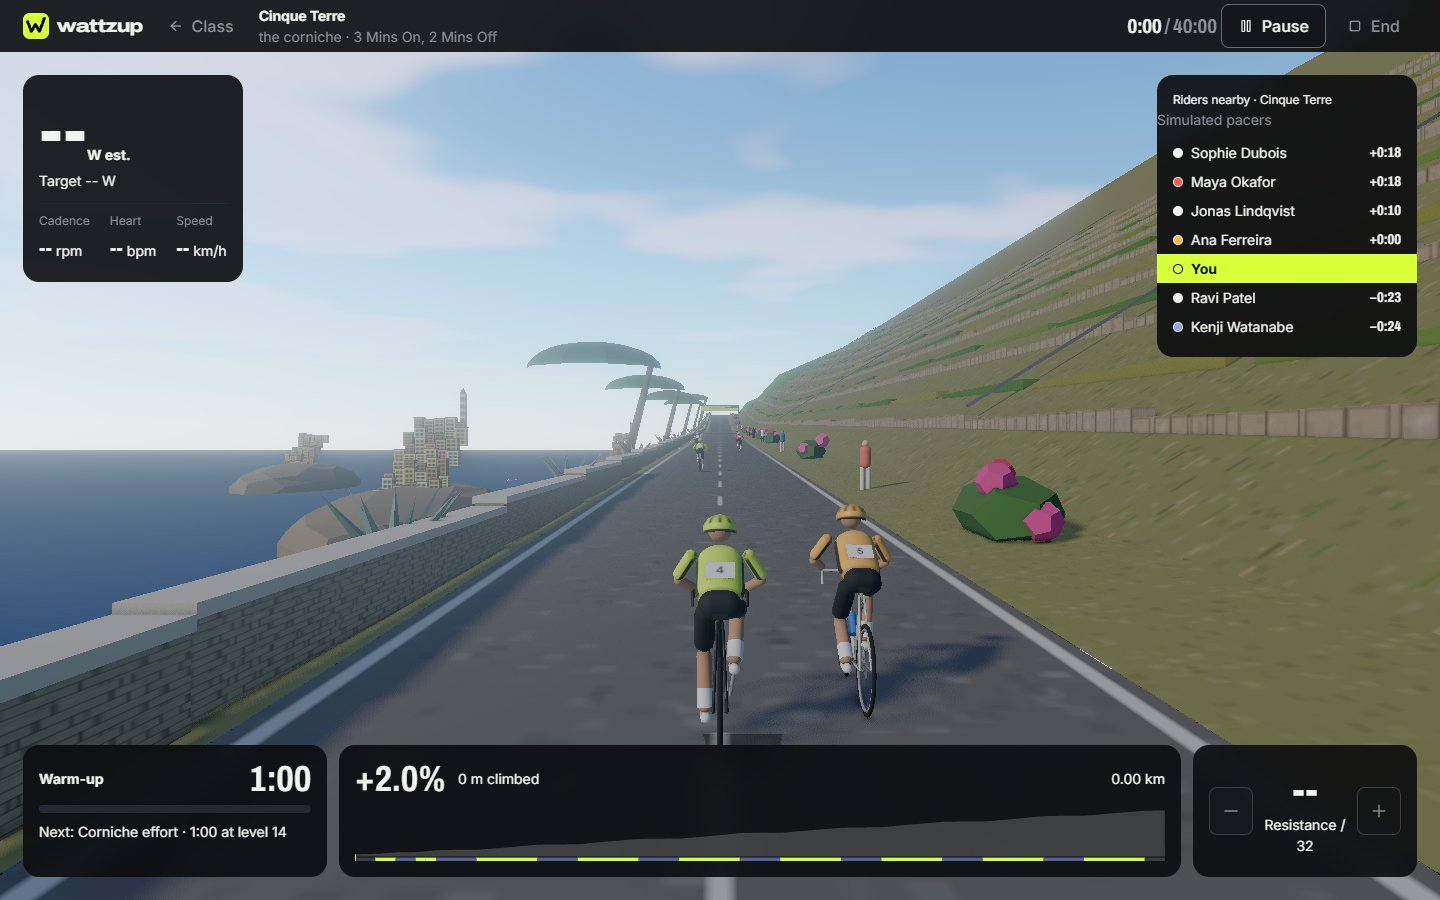 wattzup
Class
Cinque Terre
the corniche · 3 Mins On, 2 Mins Off
0:00 / 40:00
Pause
End
--
W est.
Target -- W
Cadence Heart Speed
-- rpm -- bpm -- km/h
Riders nearby · Cinque Terre
Simulated pacers
Sophie Dubois +0:18
Maya Okafor +0:18
Jonas Lindqvist +0:10
Ana Ferreira +0:00
You
Ravi Patel −0:23
Kenji Watanabe −0:24
4
5
Warm-up 1:00
Next: Corniche effort · 1:00 at level 14
+2.0% 0 m climbed 0.00 km
--
Resistance /
32